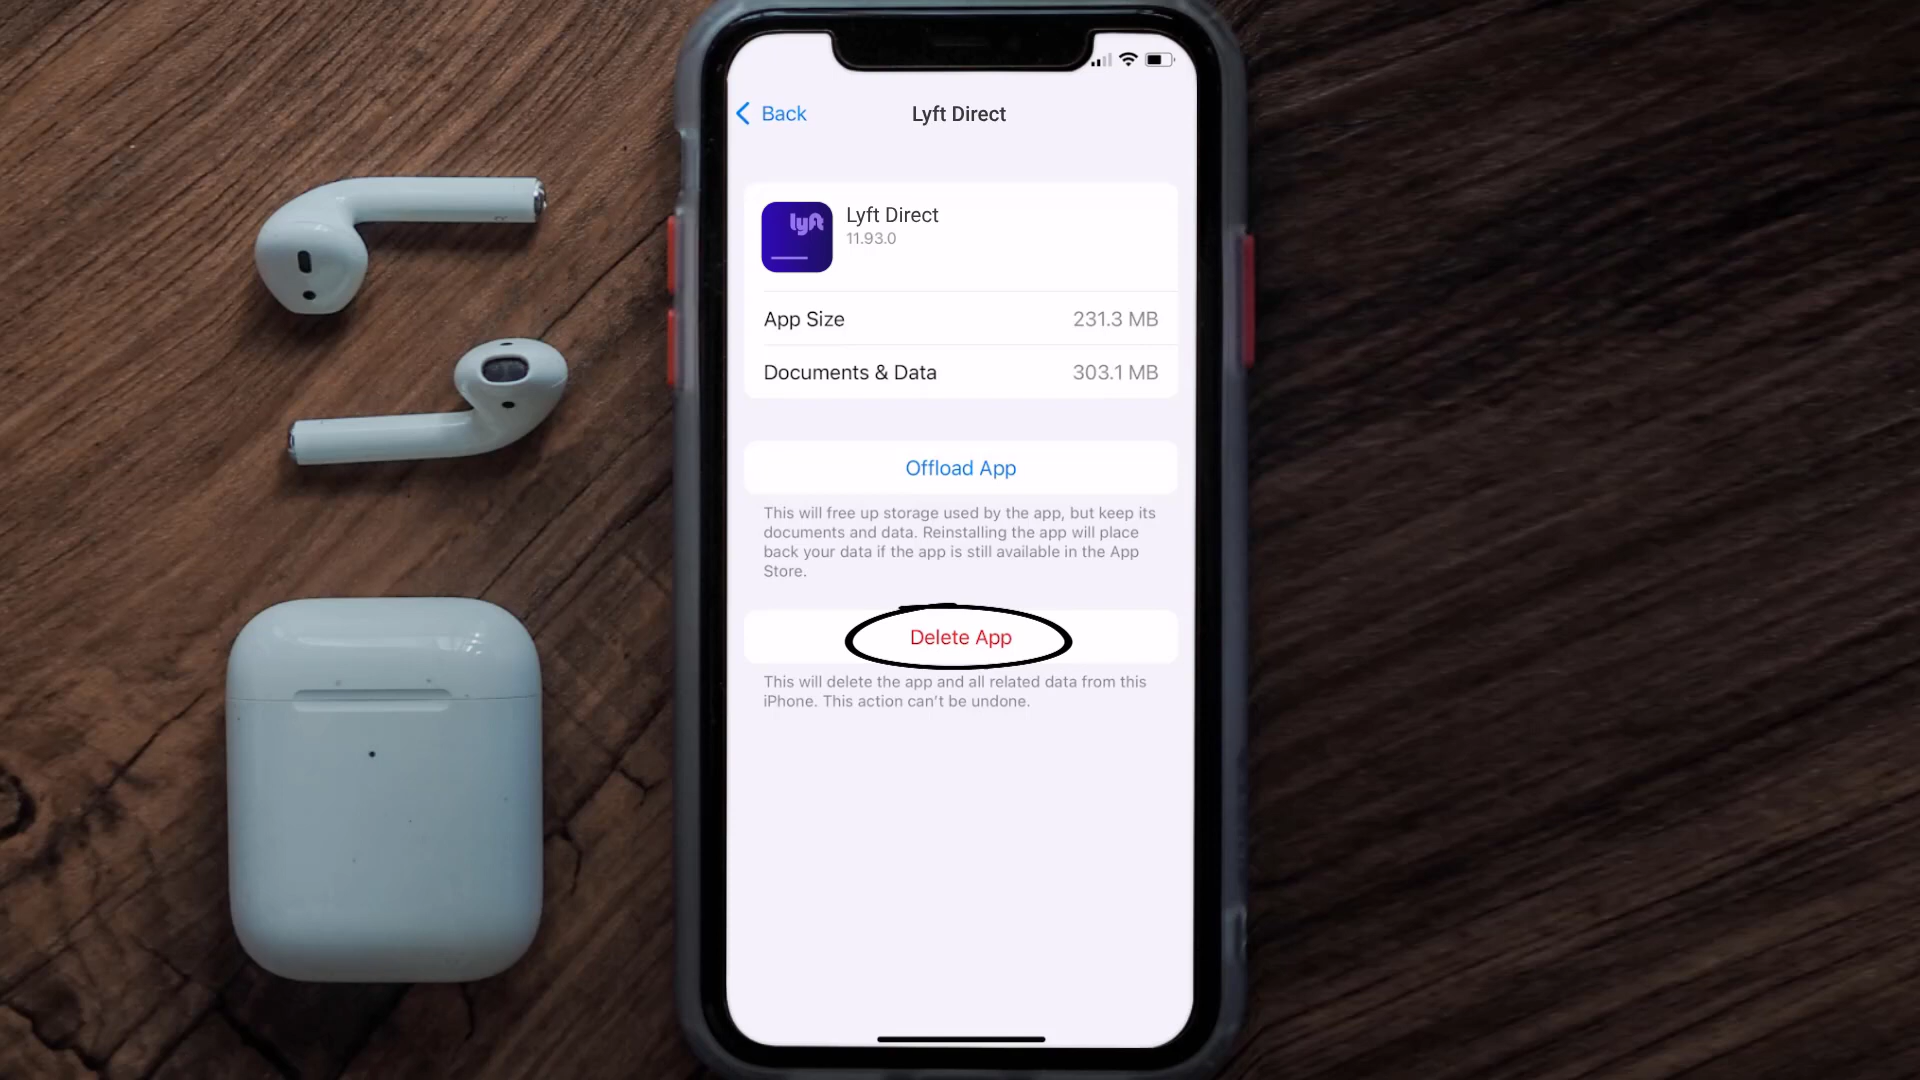 Back
Lyft Direct
lyft
Lyft Direct
11.93.0
App Size 231.3 MB
Documents & Data 303.1 MB
Offload App
This will free up storage used by the app, but keep its
documents and data. Reinstalling the app will place
back your data if the app is still available in the App
Store.
Delete App
This will delete the app and all related data from this
iPhone. This action can't be undone.